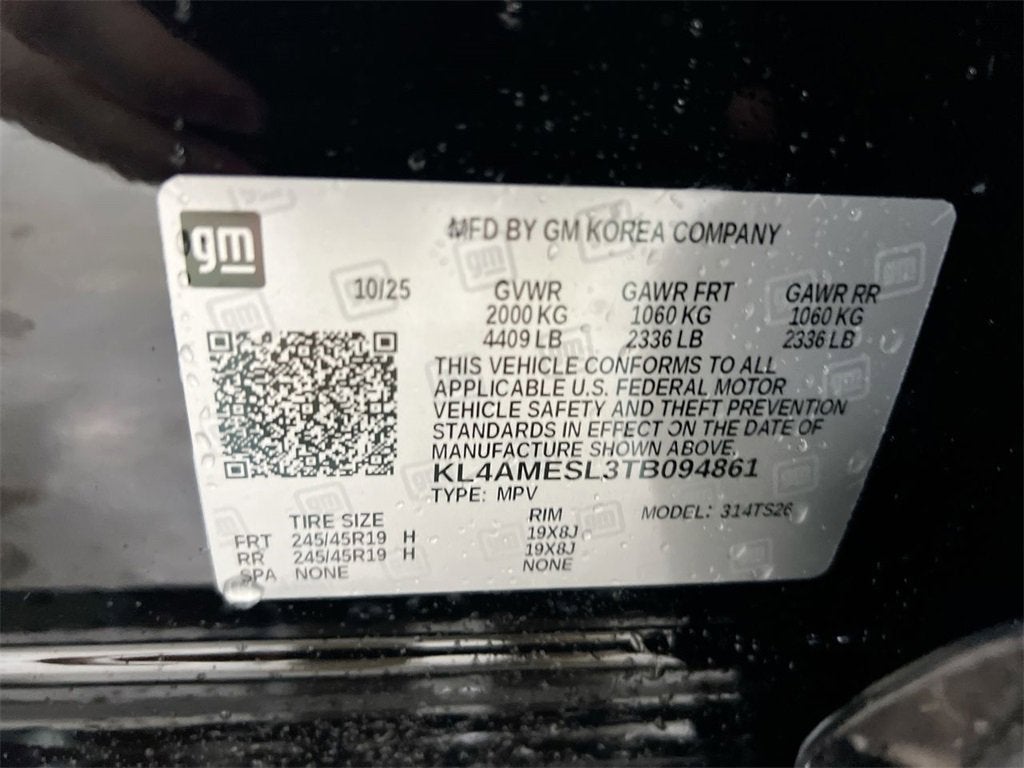 gm
MFD BY GM KOREA COMPANY
10/25 GVWR GAWR FRT GAWR RR
2000 KG 1060 KG 1060 KG
4409 LB 2336 LB 2336 LB
THIS VEHICLE CONFORMS TO ALL
APPLICABLE U.S. FEDERAL MOTOR
VEHICLE SAFETY AND THEFT PREVENTION
STANDARDS IN EFFECT ON THE DATE OF
MANUFACTURE SHOWN ABOVE.
KL4AMESL3TB094861
TYPE: MPV
TIRE SIZE RIM MODEL: 314TS26
FRT 245/45R19 H 19X8J
RR 245/45R19 H 19X8J
SPA NONE NONE